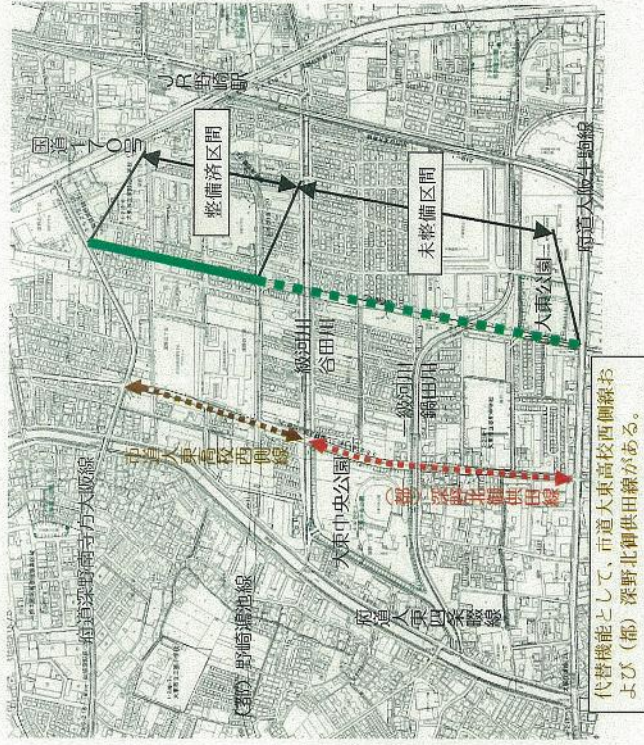 国道170号
JR野崎駅
整備済区間
未整備区間
府道大阪生駒線
大東公園
一級河川
谷田川
一級河川
鍋田川
市道大東高校西側線
府道深野南寺方大阪線
大東中央公園
(都)深野北御供田線
(都)野崎鴻池線
府道大東四条畷線
代替機能として、市道大東高校西側線お
よび(都)深野北御供田線がある。